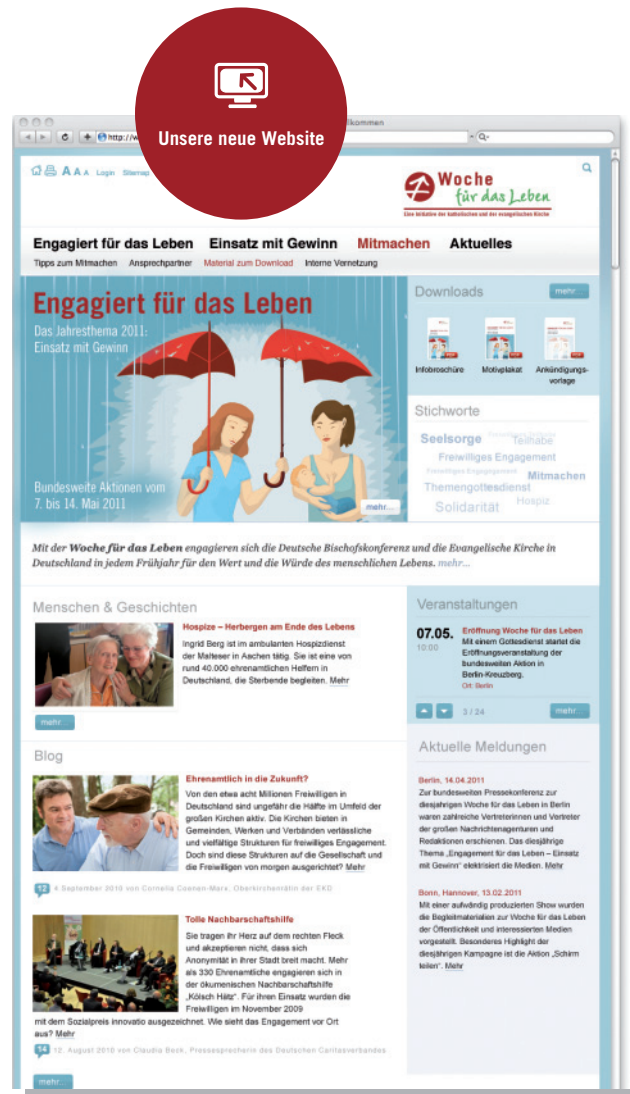 Unsere neue Website
lkommen
http://w
Q-
A A A Login Sitemap
Woche
für das Leben
Eine Initiative der katholischen und der evangelischen Kirche
Engagiert für das Leben Einsatz mit Gewinn Mitmachen Aktuelles
Tipps zum Mitmachen Ansprechpartner Material zum Download Interne Vernetzung
Engagiert für das Leben
Das Jahresthema 2011:
Einsatz mit Gewinn
Bundesweite Aktionen vom
7. bis 14. Mai 2011
mehr...
Downloads mehr...
Infobroschüre Motivplakat Ankündigungs-
vorlage
Stichworte
Seelsorge Teilhabe
Freiwilliges Engagement
Mitmachen
Themengottesdienst
Solidarität Hospiz
Mit der Woche für das Leben engagieren sich die Deutsche Bischofskonferenz und die Evangelische Kirche in
Deutschland in jedem Frühjahr für den Wert und die Würde des menschlichen Lebens. mehr...
Menschen & Geschichten
Hospize – Herbergen am Ende des Lebens
Ingrid Berg ist im ambulanten Hospizdienst
der Malteser in Aachen tätig. Sie ist eine von
rund 40.000 ehrenamtlichen Helfern in
Deutschland, die Sterbende begleiten. Mehr
mehr...
Veranstaltungen
07.05.
10:00
Eröffnung Woche für das Leben
Mit einem Gottesdienst startet die
Eröffnungsveranstaltung der
bundesweiten Aktion in
Berlin-Kreuzberg.
Ort: Berlin
3 / 24
mehr...
Blog
Ehrenamtlich in die Zukunft?
Von den etwa acht Millionen Freiwilligen in
Deutschland sind ungefähr die Hälfte im Umfeld der
großen Kirchen aktiv. Die Kirchen bieten in
Gemeinden, Werken und Verbänden verlässliche
und vielfältige Strukturen für freiwilliges Engagement.
Doch sind diese Strukturen auf die Gesellschaft und
die Freiwilligen von morgen ausgerichtet? Mehr
12 4 September 2010 von Cornelia Coenen-Marx, Oberkirchenrätin der EKD
Tolle Nachbarschaftshilfe
Sie tragen ihr Herz auf dem rechten Fleck
und akzeptieren nicht, dass sich
Anonymität in ihrer Stadt breit macht. Mehr
als 330 Ehrenamtliche engagieren sich in
der ökumenischen Nachbarschaftshilfe
„Kölsch Hätz“. Für ihren Einsatz wurden die
Freiwilligen im November 2009
mit dem Sozialpreis innovatio ausgezeichnet. Wie sieht das Engagement vor Ort
aus? Mehr
14 12. August 2010 von Claudia Beck, Pressesprecherin des Deutschen Caritasverbandes
mehr...
Aktuelle Meldungen
Berlin, 14.04.2011
Zur bundesweiten Pressekonferenz zur
diesjahrigen Woche für das Leben in Berlin
waren zahlreiche Vertreterinnen und Vertreter
der großen Nachrichtenagenturen und
Redaktionen erschienen. Das diesjährige
Thema „Engagement für das Leben – Einsatz
mit Gewinn“ elektrisiert die Medien. Mehr
Bonn, Hannover, 13.02.2011
Mit einer aufwändig produzierten Show wurden
die Begleitmaterialien zur Woche für das Leben
der Öffentlichkeit und interessierten Medien
vorgestellt. Besonderes Highlight der
diesjährigen Kampagne ist die Aktion „Schirm
teilen“. Mehr